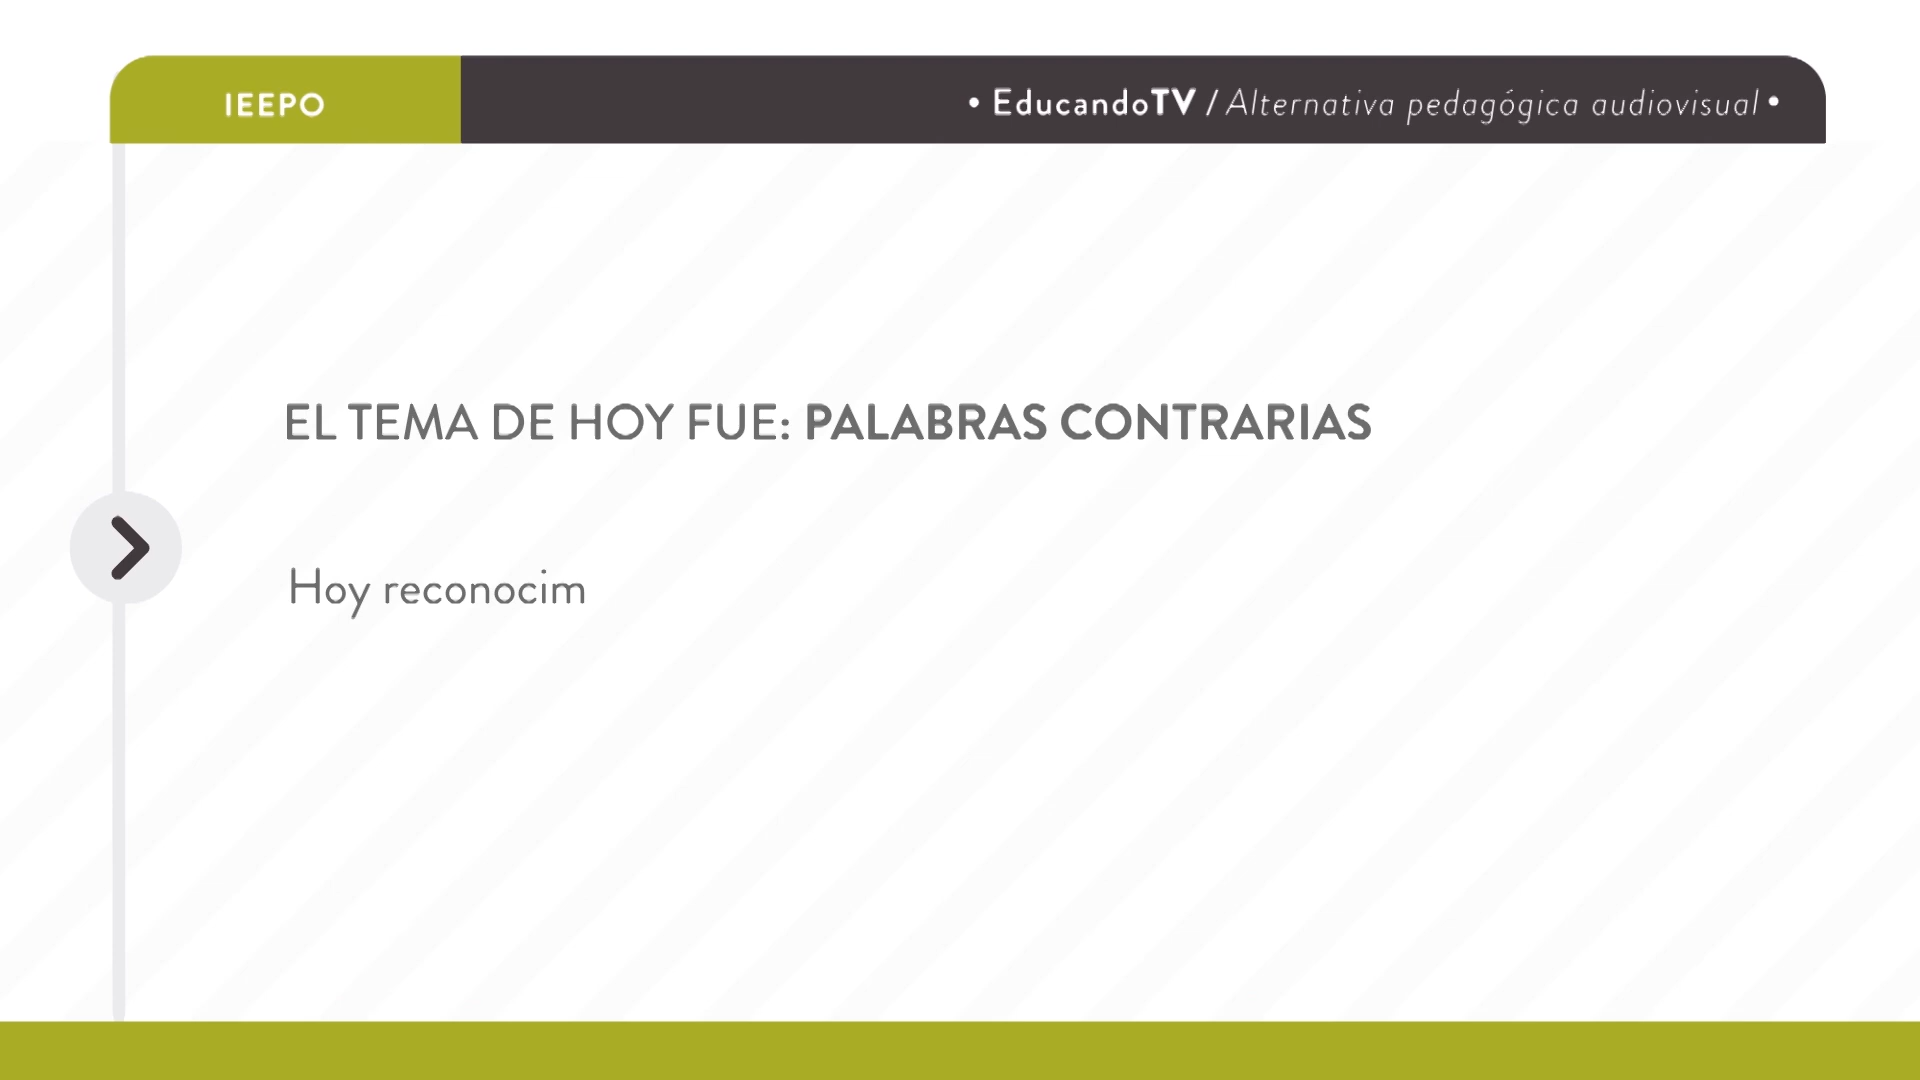 IEEPO
• EducandoTV / Alternativa pedagógica audiovisual •
EL TEMA DE HOY FUE: PALABRAS CONTRARIAS
Hoy reconocim